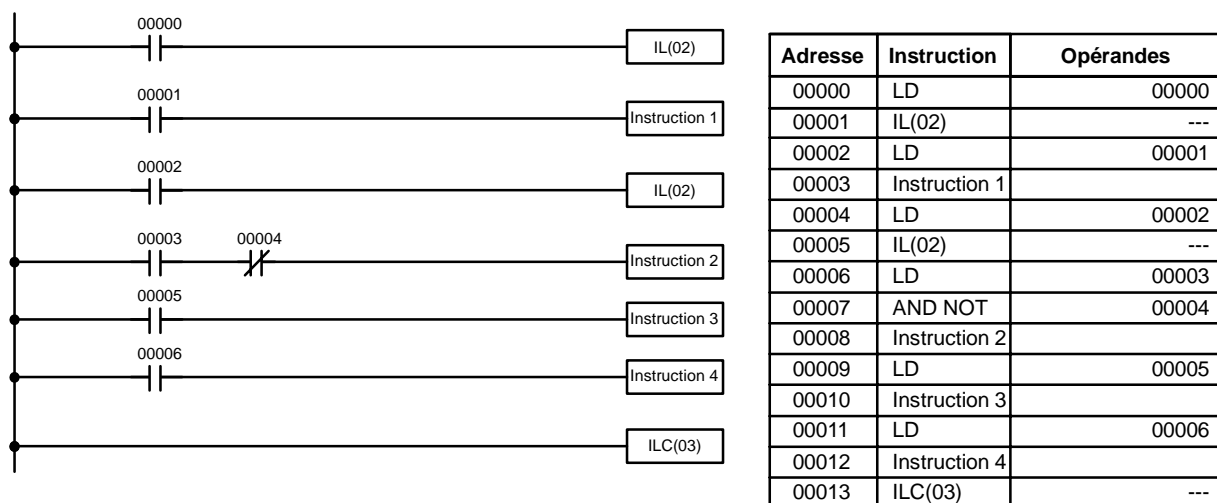 00000
IL(02)
00001
Instruction 1
00002
IL(02)
00003 00004
Instruction 2
00005
Instruction 3
00006
Instruction 4
ILC(03)
Adresse Instruction Opérandes
00000 LD 00000
00001 IL(02) ---
00002 LD 00001
00003 Instruction 1
00004 LD 00002
00005 IL(02) ---
00006 LD 00003
00007 AND NOT 00004
00008 Instruction 2
00009 LD 00005
00010 Instruction 3
00011 LD 00006
00012 Instruction 4
00013 ILC(03) ---